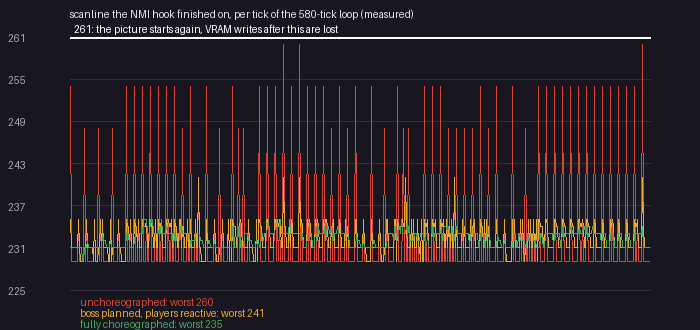 scanline the NMI hook finished on, per tick of the 580-tick loop (measured)
261: the picture starts again, VRAM writes after this are lost
261
255
249
243
237
231
225
unchoreographed: worst 260
boss planned, players reactive: worst 241
fully choreographed: worst 235